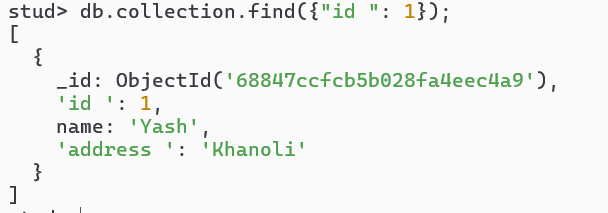 stud> db.collection.find({"id ": 1});
[
  {
    _id: ObjectId('68847ccfcb5b028fa4eec4a9'),
    'id ': 1,
    name: 'Yash',
    'address ': 'Khanoli'
  }
]